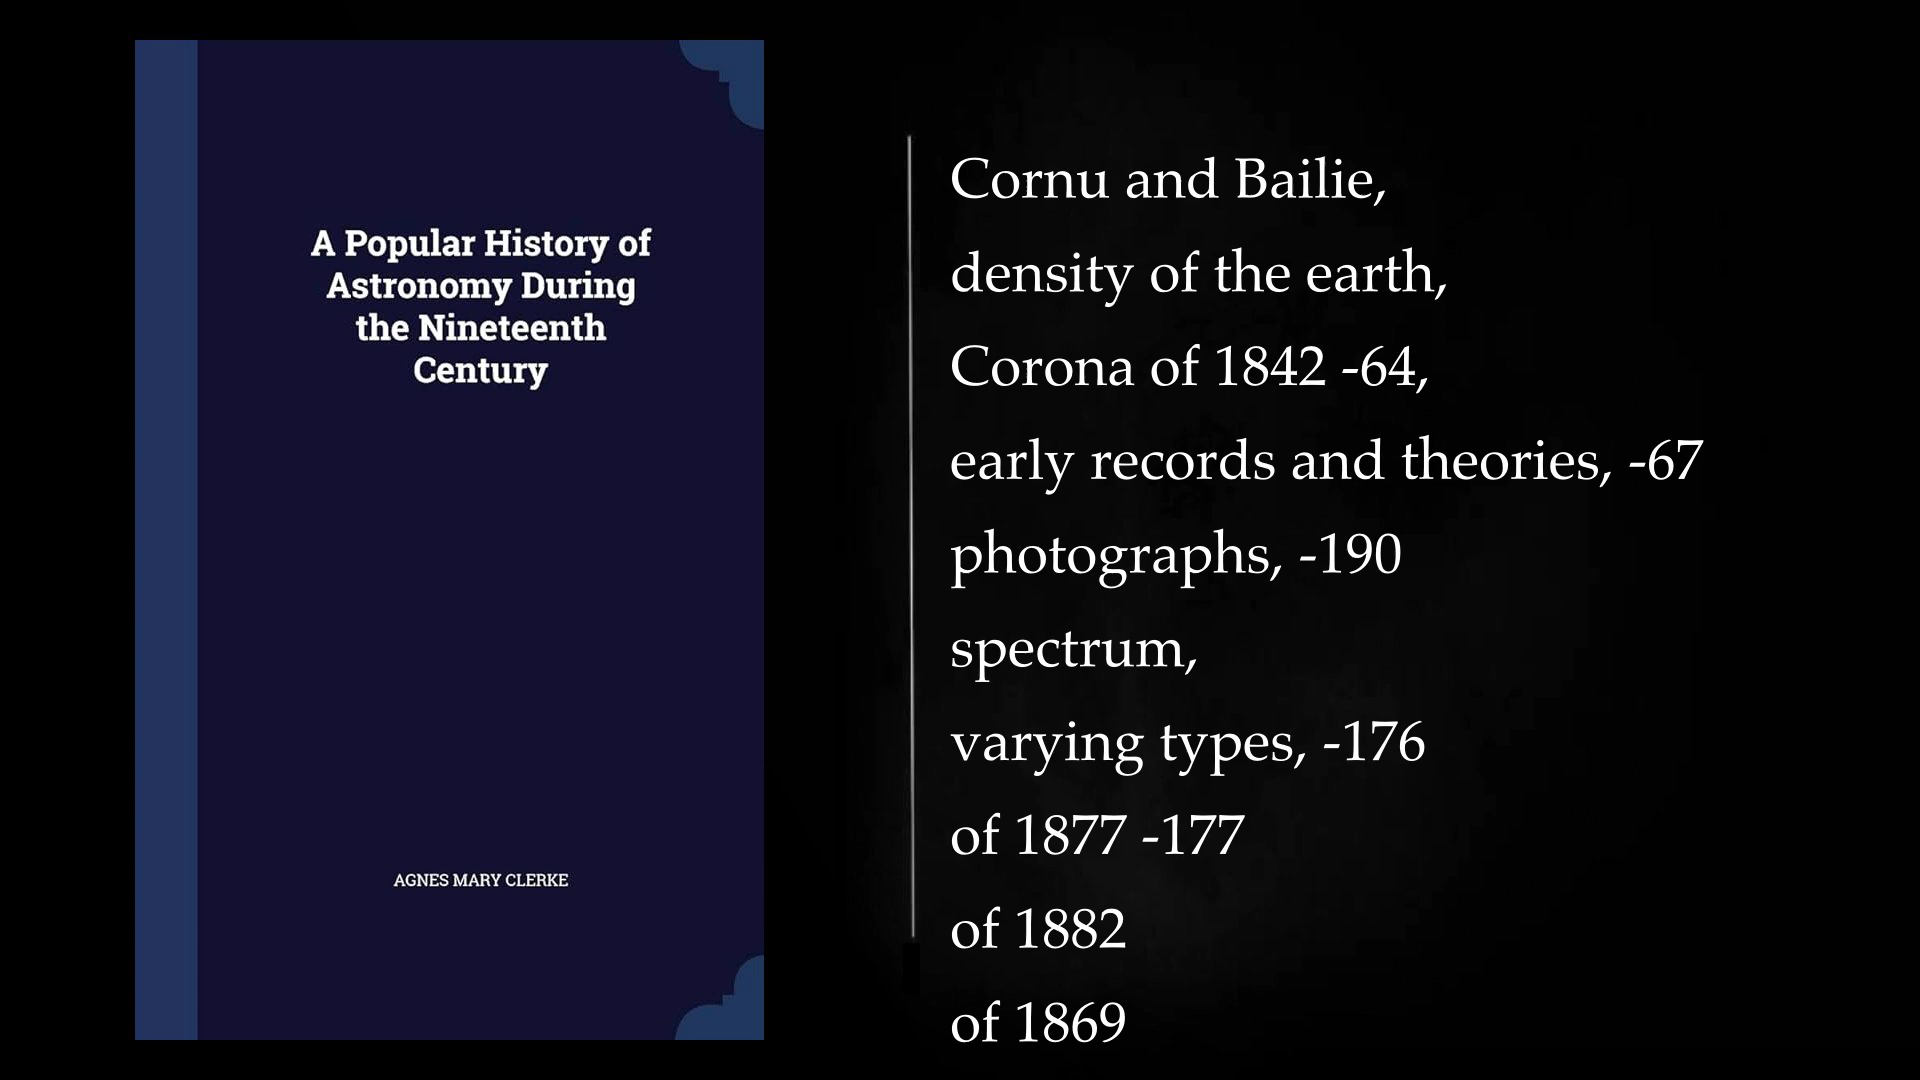 A Popular History of
Astronomy During
the Nineteenth
Century
AGNES MARY CLERKE
Cornu and Bailie,
density of the earth,
Corona of 1842 -64,
early records and theories, -67
photographs, -190
spectrum,
varying types, -176
of 1877 -177
of 1882
of 1869